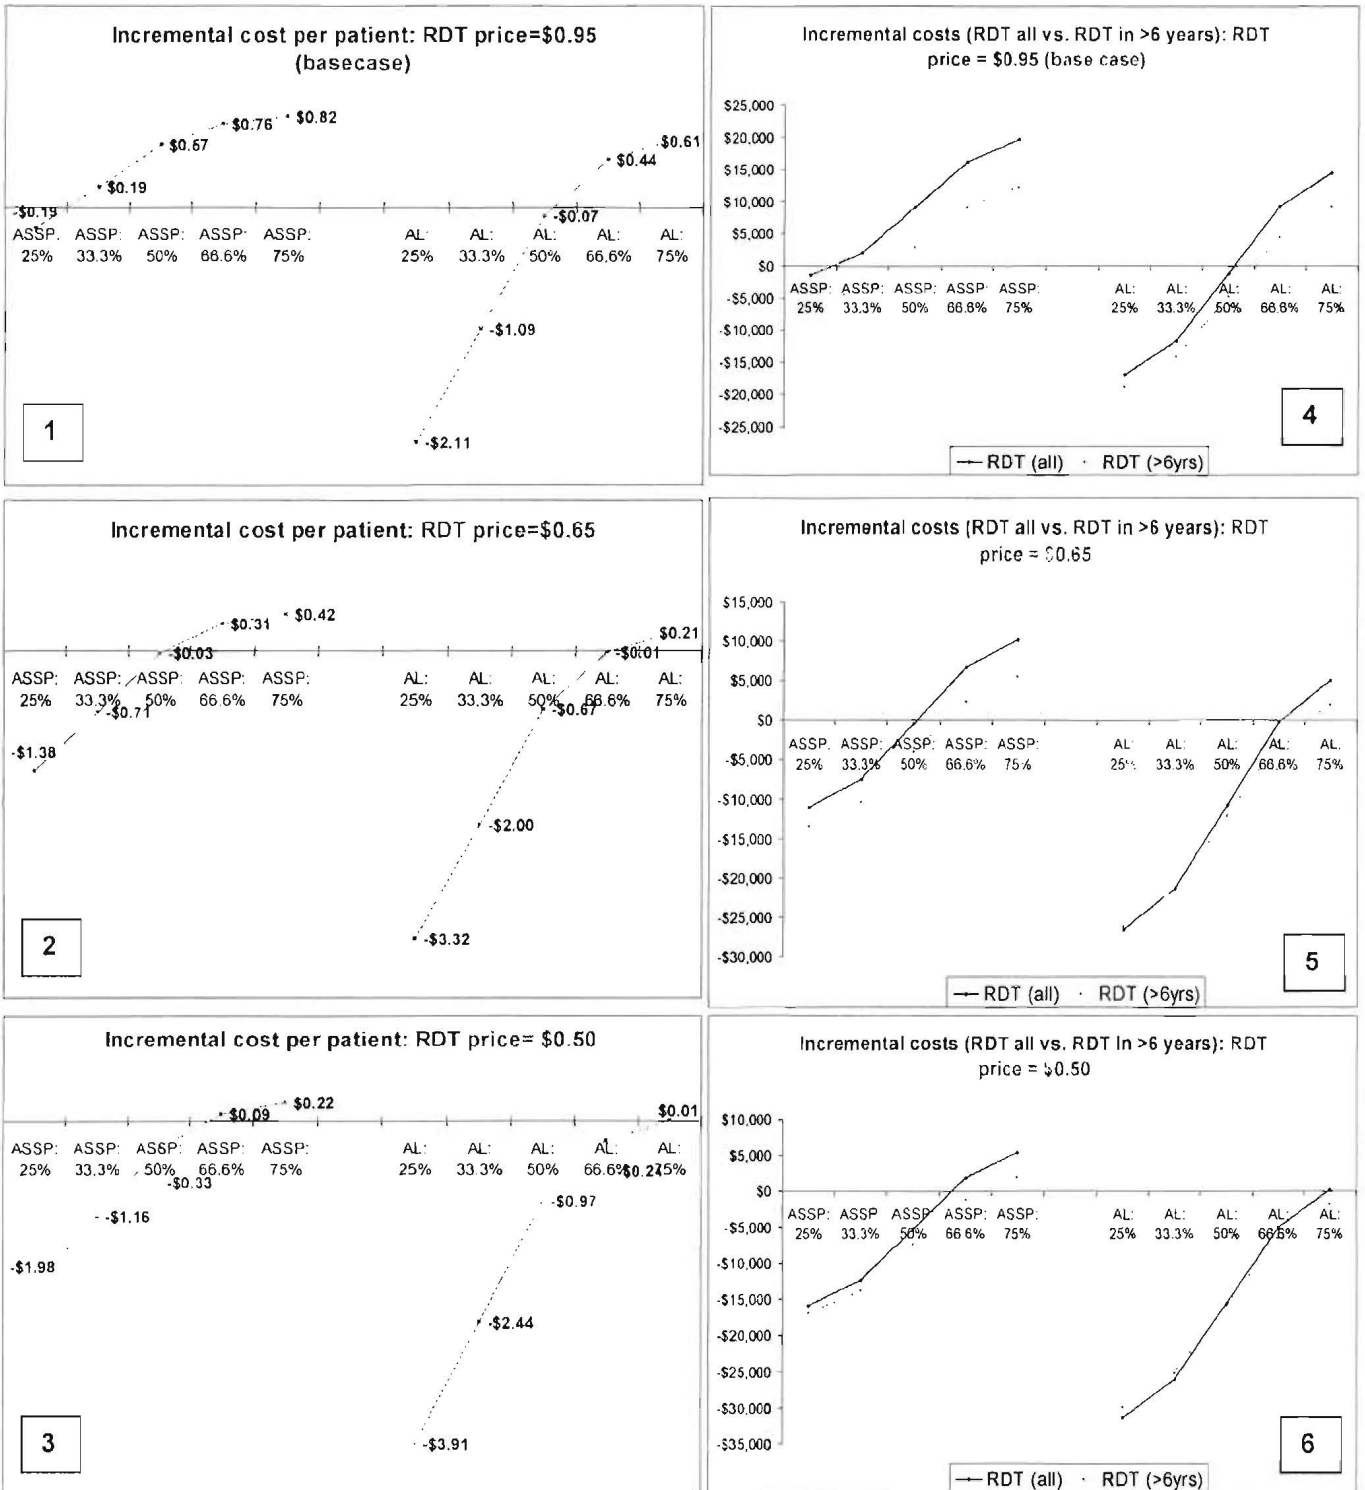 Incremental cost per patient: RDT price=$0.95
(basecase)
$0.82
$0.76
$0.67
$0.19
-$0.19
$0.61
$0.44
-$0.07
ASSP: ASSP: ASSP: ASSP: ASSP: AL: AL: AL: AL: AL:
25% 33.3% 50% 66.6% 75% 25% 33.3% 50% 66.6% 75%
-$1.09
-$2.11
1
Incremental costs (RDT all vs. RDT in >6 years): RDT
price = $0.95 (base case)
$25,000
$20,000
$15,000
$10,000
$5,000
$0
-$5,000
-$10,000
-$15,000
-$20,000
-$25,000
ASSP: ASSP: ASSP: ASSP: ASSP: AL: AL: AL: AL: AL:
25% 33.3% 50% 66.6% 75% 25% 33.3% 50% 66.6% 75%
4
RDT (all) RDT (>6yrs)
Incremental cost per patient: RDT price=$0.65
$0.42
$0.31
-$0.03
$0.21
-$0.01
ASSP: ASSP: ASSP: ASSP: ASSP: AL: AL: AL: AL: AL:
25% 33.3% 50% 66.6% 75% 25% 33.3% 50% 66.6% 75%
-$0.71
-$0.67
-$1.38
-$2.00
-$3.32
2
Incremental costs (RDT all vs. RDT in >6 years): RDT
price = $0.65
$15,000
$10,000
$5,000
$0
-$5,000
-$10,000
-$15,000
-$20,000
-$25,000
-$30,000
ASSP: ASSP: ASSP: ASSP: ASSP: AL: AL: AL: AL: AL.
25% 33.3% 50% 66.6% 75% 25% 33.3% 50% 66.6% 75%
5
RDT (all) RDT (>6yrs)
Incremental cost per patient: RDT price= $0.50
$0.22
$0.09
$0.01
ASSP: ASSP: ASSP: ASSP: ASSP: AL: AL: AL: AL: AL:
25% 33.3% 50% 66.6% 75% 25% 33.3% 50% 66.6% 75%
-$0.33
-$0.97
-$1.16
-$1.98
-$2.44
-$3.91
3
Incremental costs (RDT all vs. RDT In >6 years): RDT
price = $0.50
$10,000
$5,000
$0
-$5,000
-$10,000
-$15,000
-$20,000
-$25,000
-$30,000
-$35,000
ASSP: ASSP ASSP ASSP: ASSP: AL: AL: AL: AL: AL:
25% 33.3% 50% 66 6% 75% 25% 33.3% 50% 66.6% 75%
6
RDT (all) RDT (>6yrs)